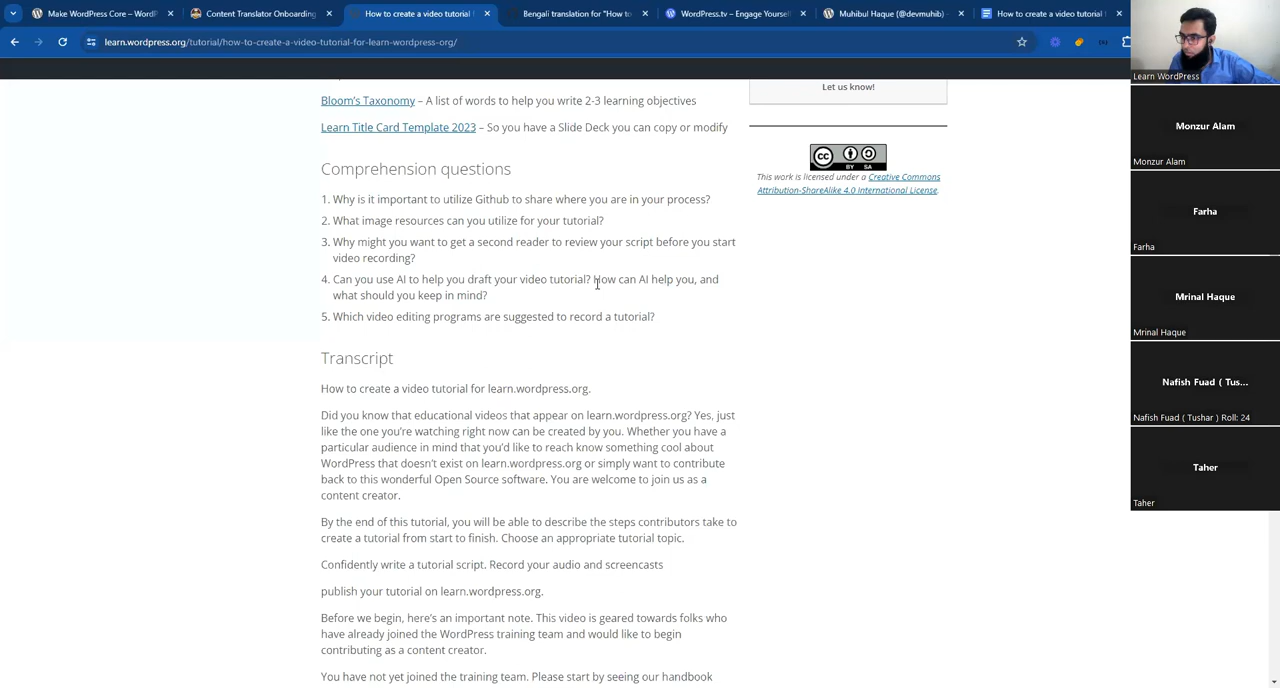 Make WordPress Core – WordP
Content Translator Onboarding
How to create a video tutorial
Bengali translation for "How to
WordPress.tv – Engage Yourself
Muhibul Haque (@devmuhib)
How to create a video tutorial
learn.wordpress.org/tutorial/how-to-create-a-video-tutorial-for-learn-wordpress-org/
Bloom's Taxonomy – A list of words to help you write 2-3 learning objectives
Learn Title Card Template 2023 – So you have a Slide Deck you can copy or modify
Comprehension questions
1. Why is it important to utilize Github to share where you are in your process?
2. What image resources can you utilize for your tutorial?
3. Why might you want to get a second reader to review your script before you start
video recording?
4. Can you use AI to help you draft your video tutorial? How can AI help you, and
what should you keep in mind?
5. Which video editing programs are suggested to record a tutorial?
Transcript
How to create a video tutorial for learn.wordpress.org.
Did you know that educational videos that appear on learn.wordpress.org? Yes, just
like the one you're watching right now can be created by you. Whether you have a
particular audience in mind that you'd like to reach know something cool about
WordPress that doesn't exist on learn.wordpress.org or simply want to contribute
back to this wonderful Open Source software. You are welcome to join us as a
content creator.
By the end of this tutorial, you will be able to describe the steps contributors take to
create a tutorial from start to finish. Choose an appropriate tutorial topic.
Confidently write a tutorial script. Record your audio and screencasts
publish your tutorial on learn.wordpress.org.
Before we begin, here's an important note. This video is geared towards folks who
have already joined the WordPress training team and would like to begin
contributing as a content creator.
You have not yet joined the training team. Please start by seeing our handbook
Let us know!
CC BY SA
This work is licensed under a Creative Commons
Attribution-ShareAlike 4.0 International License.
Learn WordPress
Monzur Alam
Monzur Alam
Farha
Farha
Mrinal Haque
Mrinal Haque
Nafish Fuad ( Tus...
Nafish Fuad ( Tushar ) Roll: 24
Taher
Taher